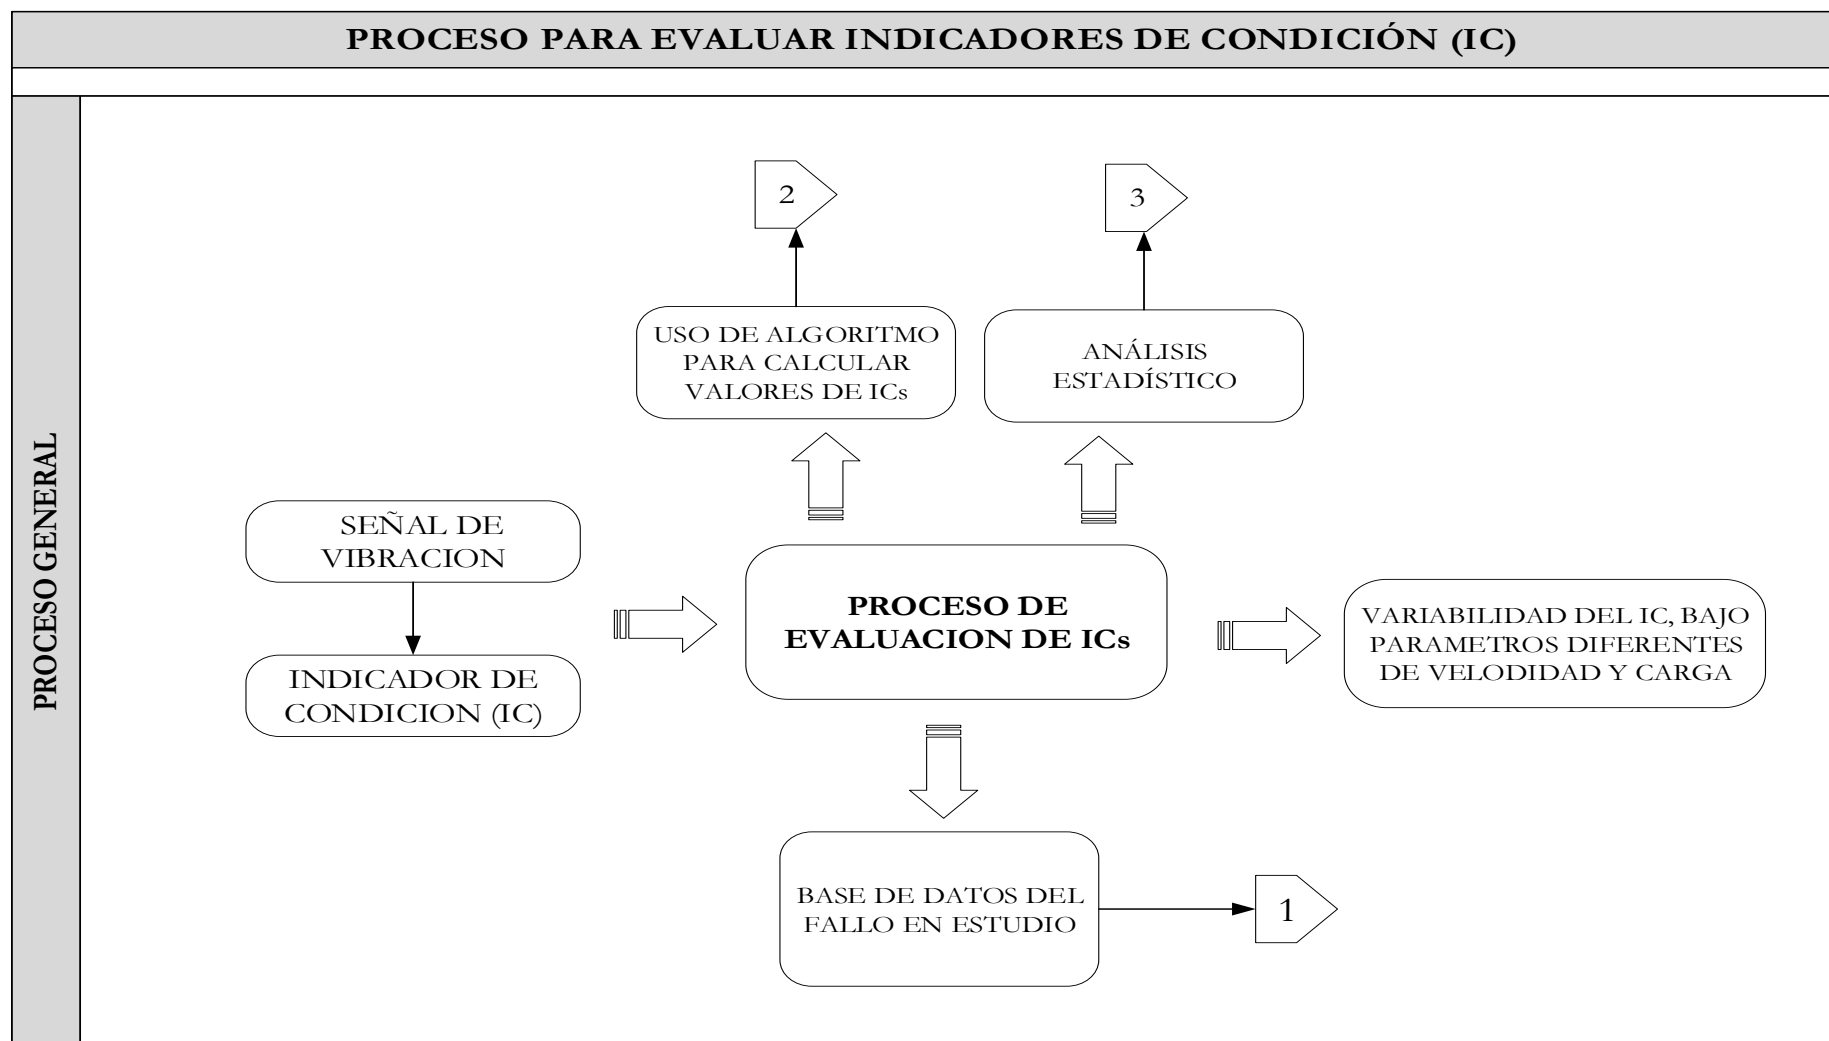 PROCESO PARA EVALUAR INDICADORES DE CONDICIÓN (IC)
PROCESO GENERAL
2
3
USO DE ALGORITMO
PARA CALCULAR
VALORES DE ICs
ANÁLISIS
ESTADÍSTICO
SEÑAL DE
VIBRACION
INDICADOR DE
CONDICION (IC)
PROCESO DE
EVALUACION DE ICs
VARIABILIDAD DEL IC, BAJO
PARAMETROS DIFERENTES
DE VELODIDAD Y CARGA
BASE DE DATOS DEL
FALLO EN ESTUDIO
1